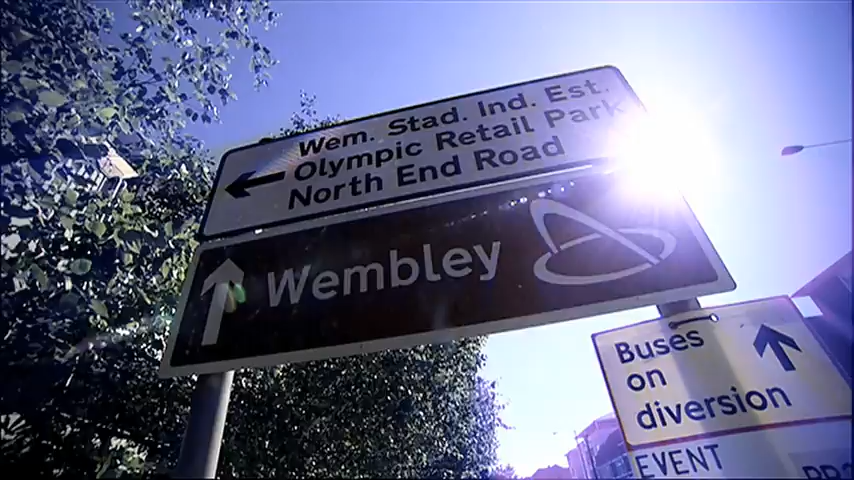 Wem. Stad. Ind. Est.
Olympic Retail Park
North End Road
Wembley
Buses
on
diversion
EVENT